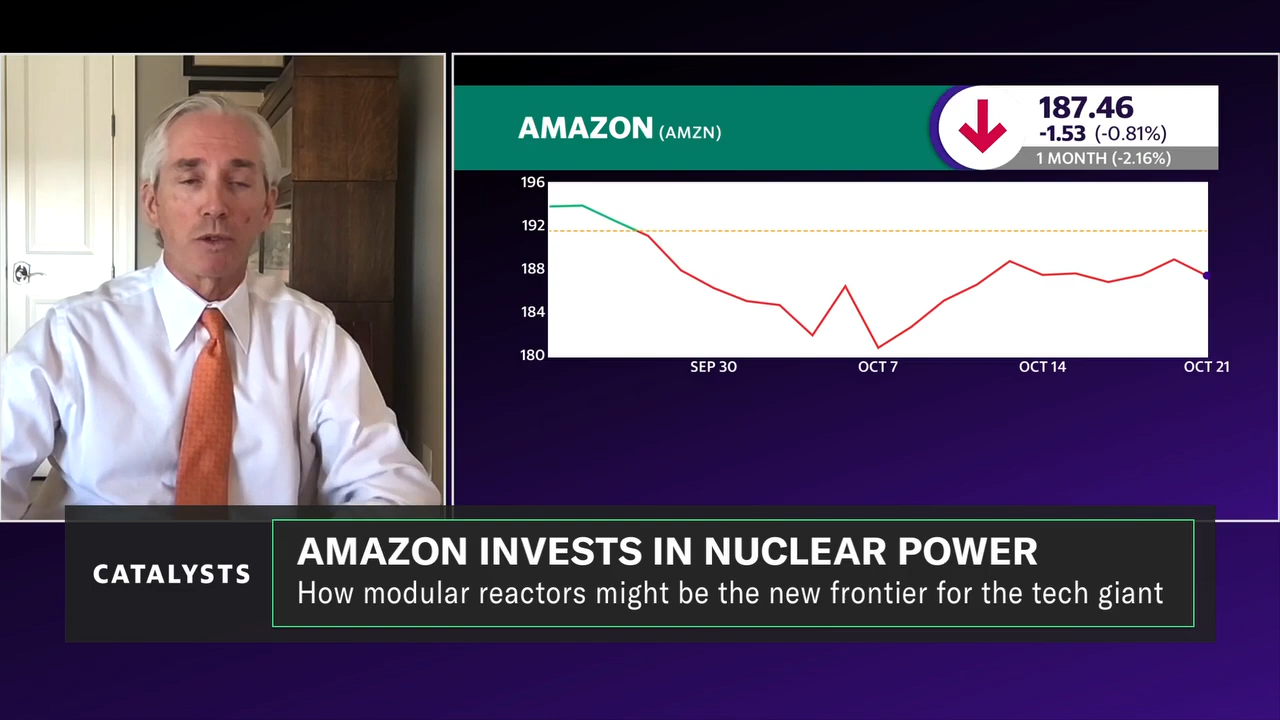 AMAZON (AMZN)
187.46
-1.53 (-0.81%)
1 MONTH (-2.16%)
196
192
188
184
180
SEP 30 OCT 7 OCT 14 OCT 21
CATALYSTS
AMAZON INVESTS IN NUCLEAR POWER
How modular reactors might be the new frontier for the tech giant